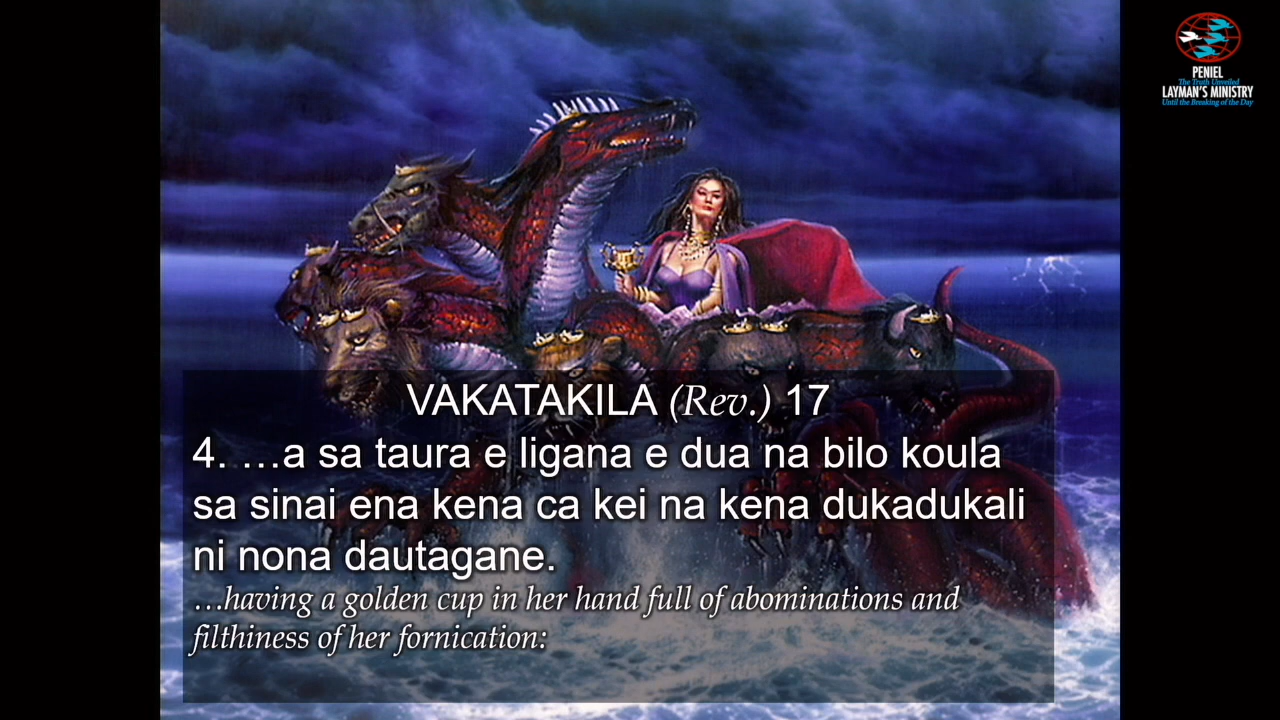 PENIEL
The Truth Unveiled
LAYMAN'S MINISTRY
Until the Breaking of the Day
VAKATAKILA (Rev.) 17
4. …a sa taura e ligana e dua na bilo koula
sa sinai ena kena ca kei na kena dukadukali
ni nona dautagane.
…having a golden cup in her hand full of abominations and
filthiness of her fornication: